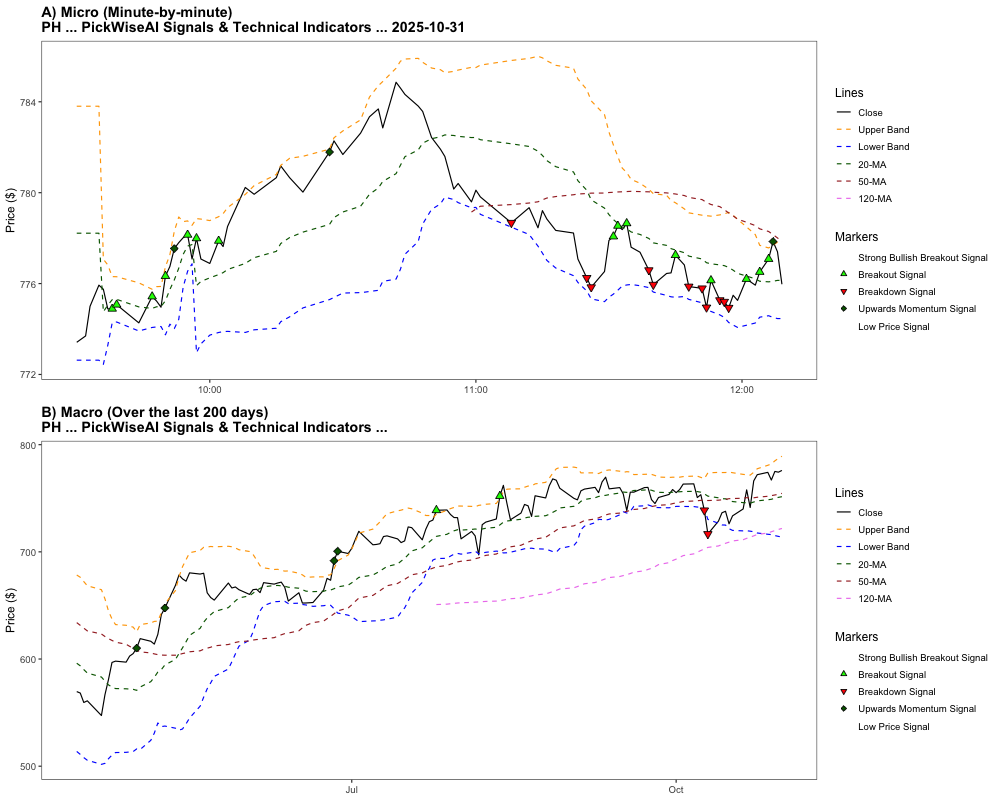 A) Micro (Minute-by-minute)
PH ... PickWiseAI Signals & Technical Indicators ... 2025-10-31
Price ($)
784
780
776
772
10:00
11:00
12:00
Lines
Close
Upper Band
Lower Band
20-MA
50-MA
120-MA
Markers
Strong Bullish Breakout Signal
Breakout Signal
Breakdown Signal
Upwards Momentum Signal
Low Price Signal
B) Macro (Over the last 200 days)
PH ... PickWiseAI Signals & Technical Indicators ...
Price ($)
800
700
600
500
Jul
Oct
Lines
Close
Upper Band
Lower Band
20-MA
50-MA
120-MA
Markers
Strong Bullish Breakout Signal
Breakout Signal
Breakdown Signal
Upwards Momentum Signal
Low Price Signal